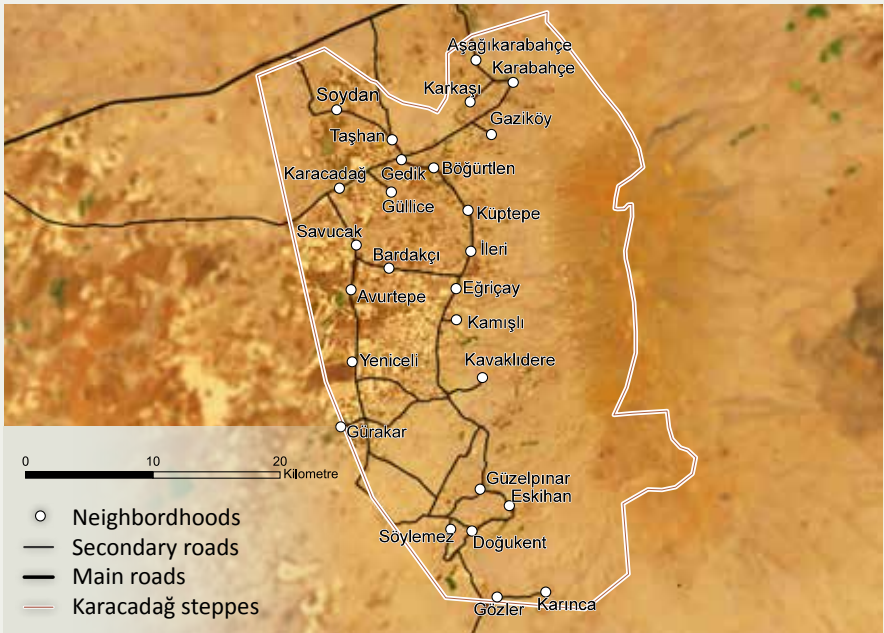 Aşağıkarabahçe
Karabahçe
Karkaşı
Soydan
Gaziköy
Taşhan
Karacadağ
Gedik
Böğürtlen
Güllice
Küptepe
Savucak
Bardakçı
İleri
Avurtepe
Eğriçay
Kamışlı
Yeniceli
Kavaklıdere
Gürakar
0 10 20
Kilometre
Güzelpınar
Eskihan
Neighbordhoods
Söylemez
Doğukent
Secondary roads
Main roads
Karacadağ steppes
Gözler
Karınca